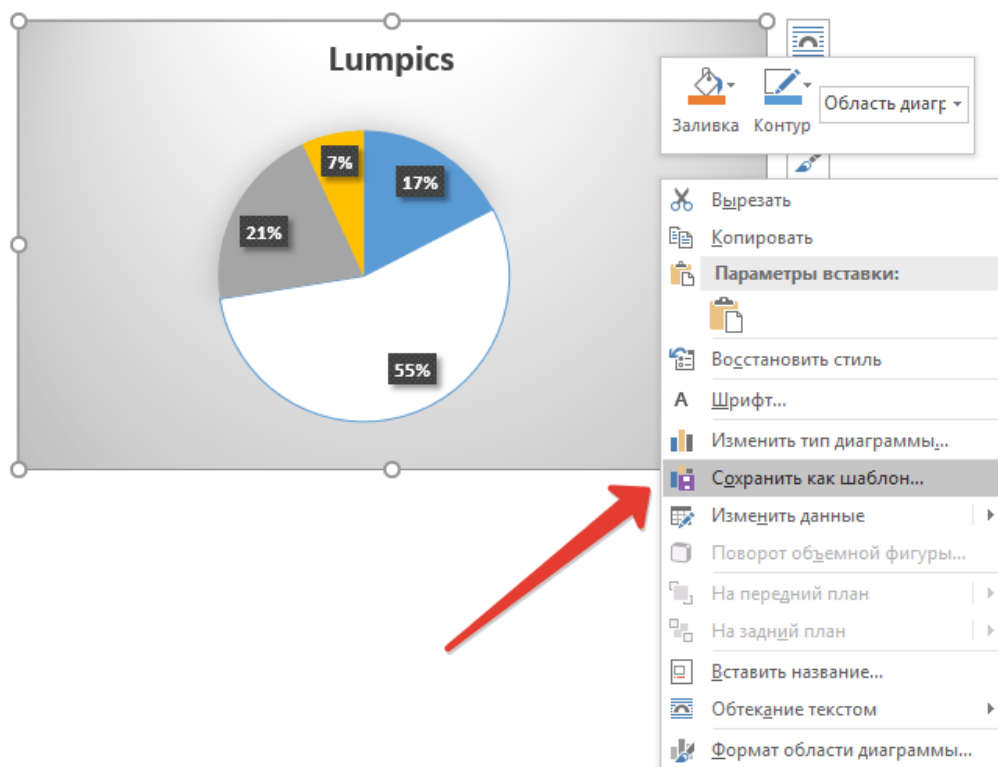 Lumpics
7%
17%
21%
55%
Заливка
Контур
Область диагр
Вырезать
Копировать
Параметры вставки:
Восстановить стиль
А Шрифт...
Изменить тип диаграммы...
Сохранить как шаблон...
Изменить данные
Поворот объемной фигуры...
На передний план
На задний план
Вставить название...
Обтекание текстом
Формат области диаграммы...